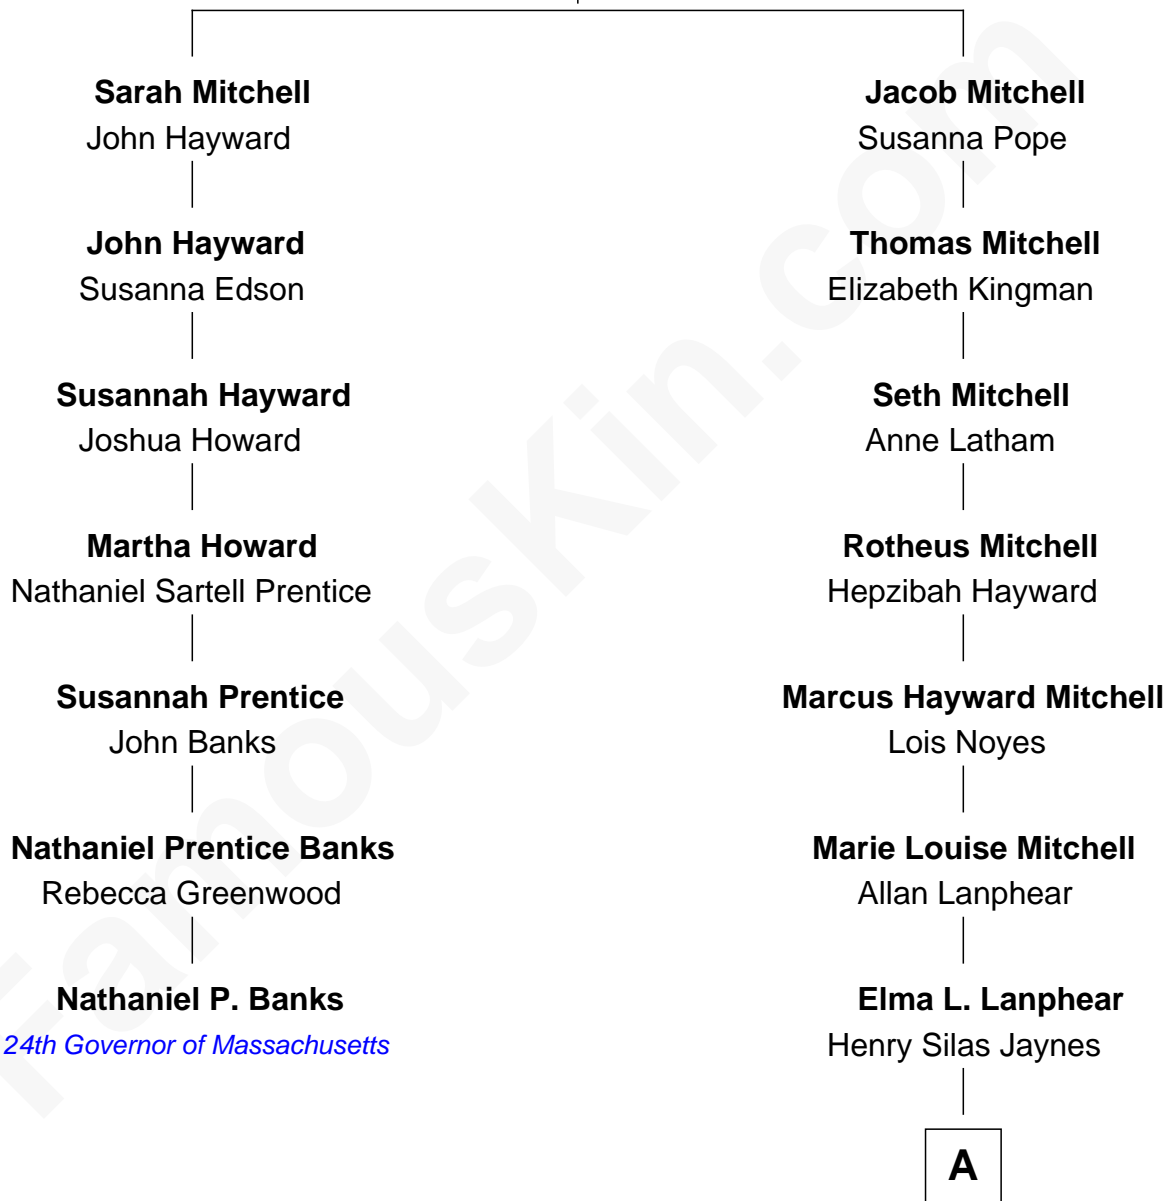 Sarah Mitchell
John Hayward
John Hayward
Susanna Edson
Susannah Hayward
Joshua Howard
Martha Howard
Nathaniel Sartell Prentice
Susannah Prentice
John Banks
Nathaniel Prentice Banks
Rebecca Greenwood
Nathaniel P. Banks
24th Governor of Massachusetts
Jacob Mitchell
Susanna Pope
Thomas Mitchell
Elizabeth Kingman
Seth Mitchell
Anne Latham
Rotheus Mitchell
Hepzibah Hayward
Marcus Hayward Mitchell
Lois Noyes
Marie Louise Mitchell
Allan Lanphear
Elma L. Lanphear
Henry Silas Jaynes
A
FamousKin.com